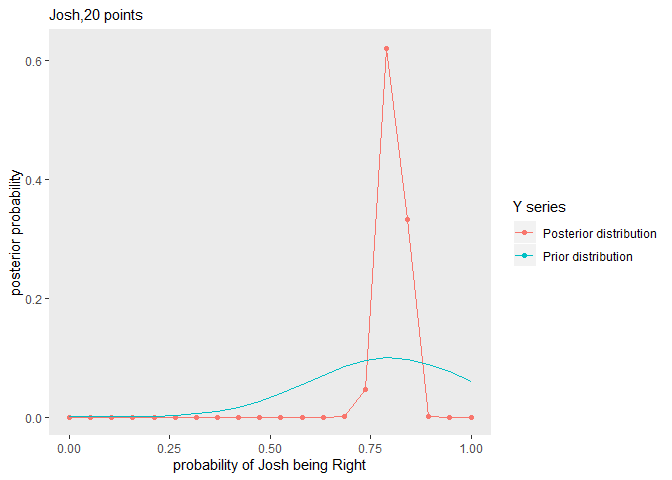 Josh,20 points
posterior probability
0.6
0.4
0.2
0.0
0.00 0.25 0.50 0.75 1.00
probability of Josh being Right
Y series
Posterior distribution
Prior distribution